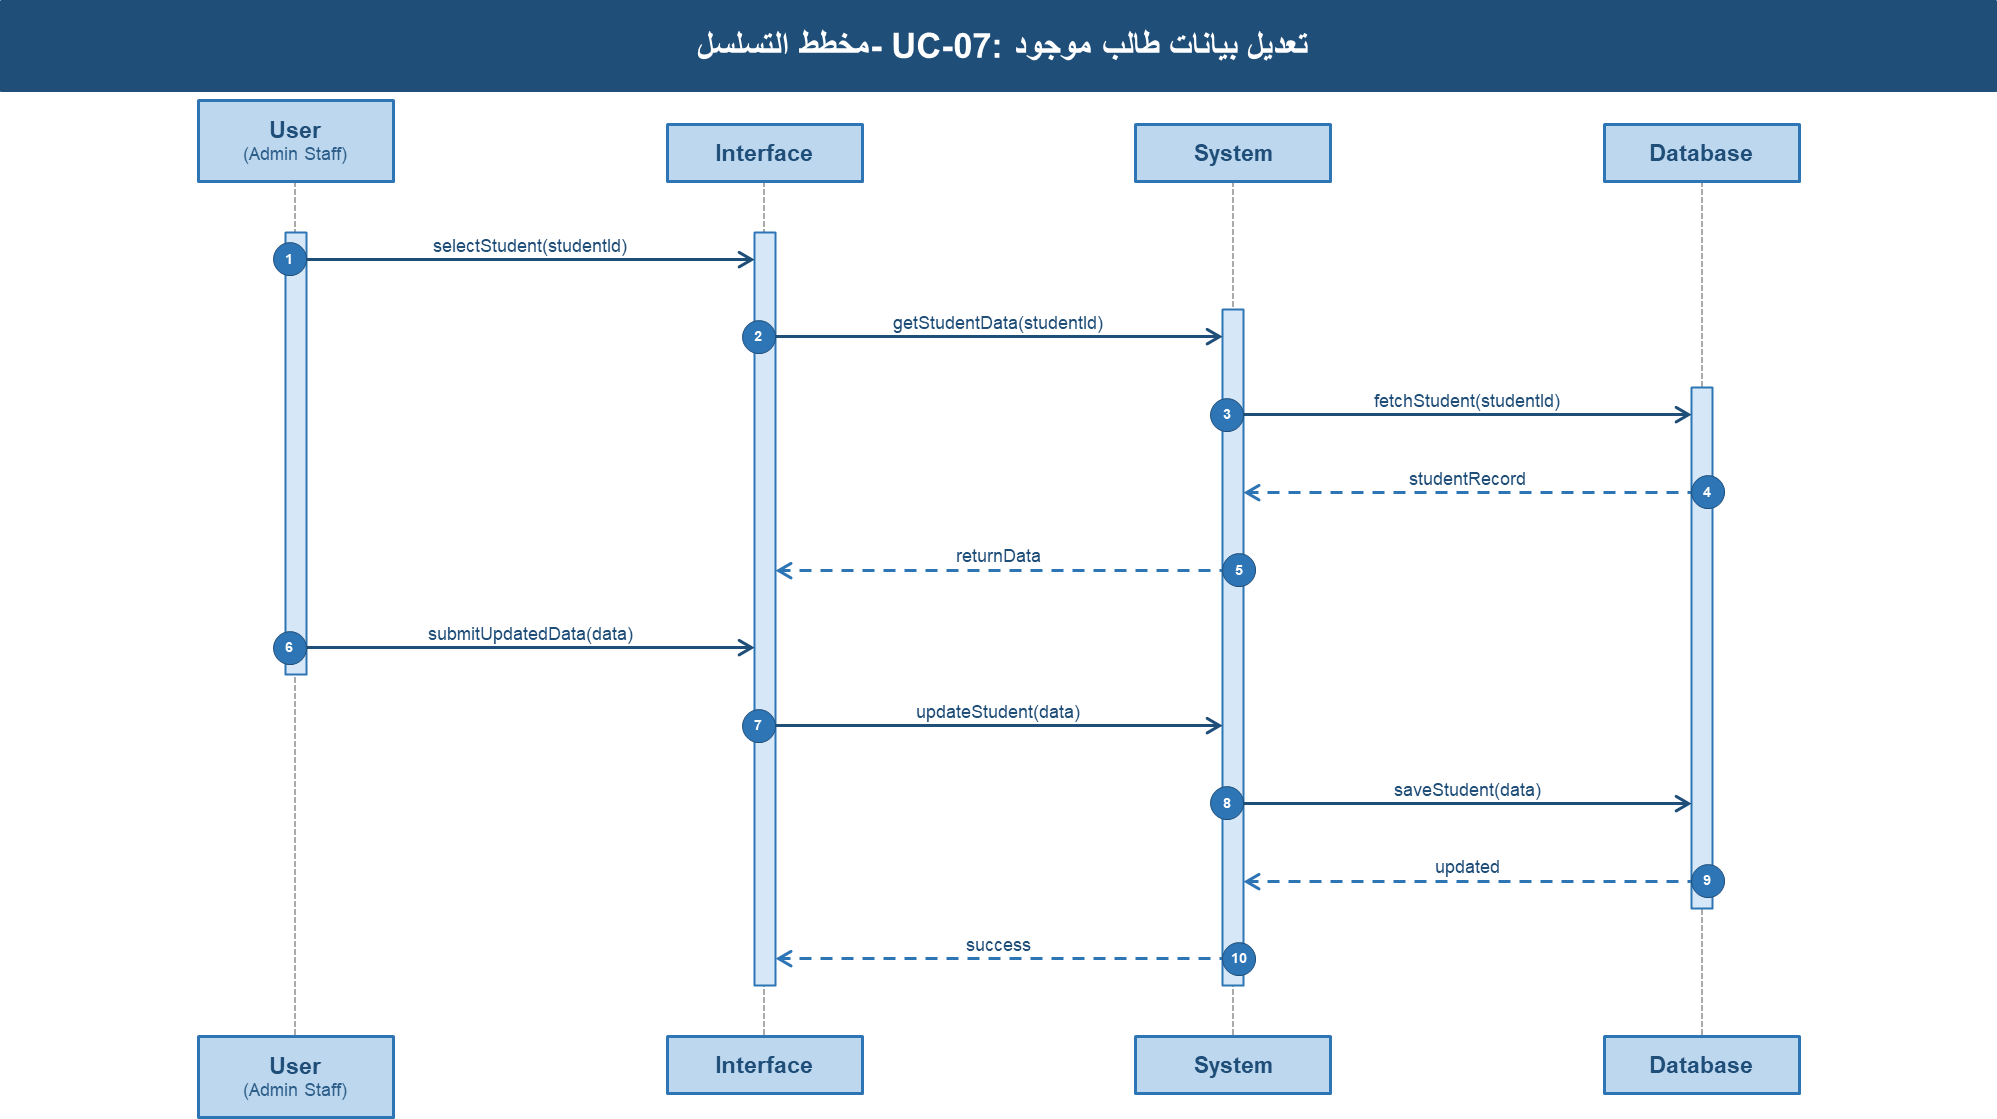 مخطط التسلسل- UC-07: تعديل بيانات طالب موجود
User
(Admin Staff)
Interface
System
Database
1
selectStudent(studentId)
2
getStudentData(studentId)
3
fetchStudent(studentId)
studentRecord
4
returnData
5
6
submitUpdatedData(data)
7
updateStudent(data)
8
saveStudent(data)
updated
9
success
10
User
(Admin Staff)
Interface
System
Database